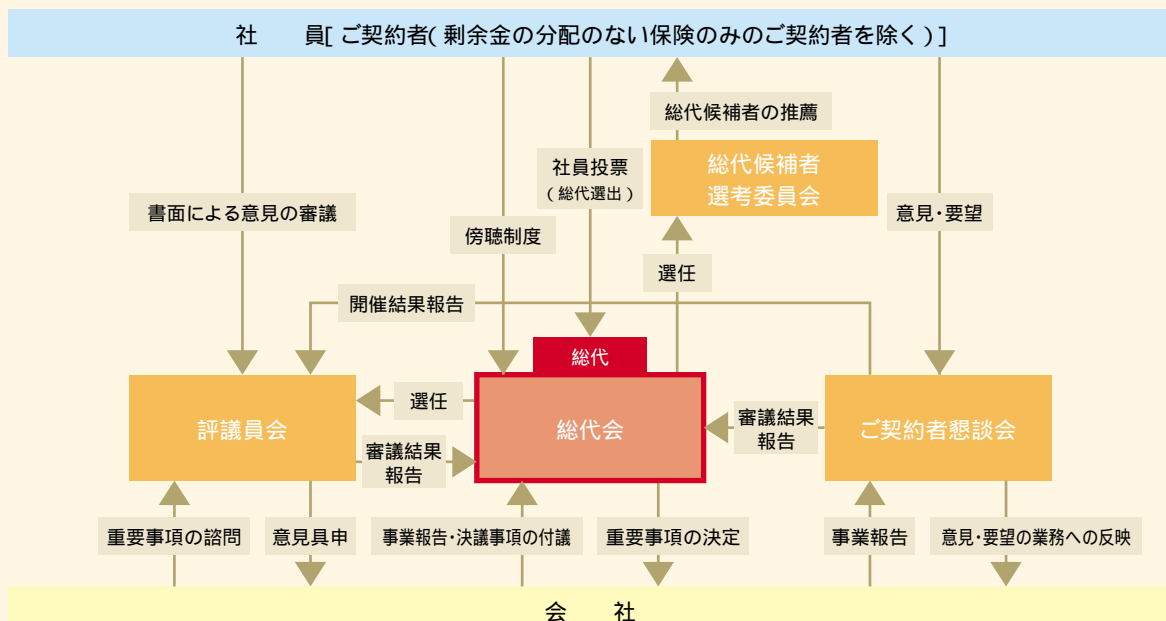 社　　員[ご契約者(剰余金の分配のない保険のみのご契約者を除く)]
総代候補者の推薦
総代候補者
選考委員会
社員投票
(総代選出)
書面による意見の審議
傍聴制度
意見・要望
選任
開催結果報告
総代
選任
評議員会
総代会
ご契約者懇談会
審議結果
報告
審議結果
報告
重要事項の諮問
意見具申
事業報告・決議事項の付議
重要事項の決定
事業報告
意見・要望の業務への反映
会　　社